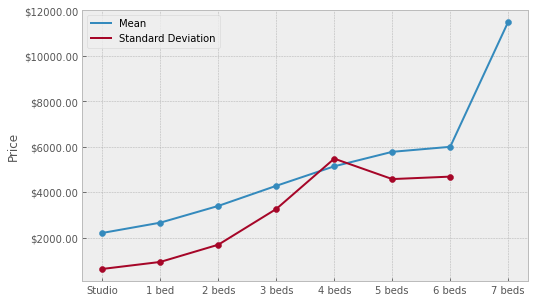 $12000.00
Mean
Standard Deviation
$10000.00
$8000.00
Price
$6000.00
$4000.00
$2000.00
Studio 1 bed 2 beds 3 beds 4 beds 5 beds 6 beds 7 beds